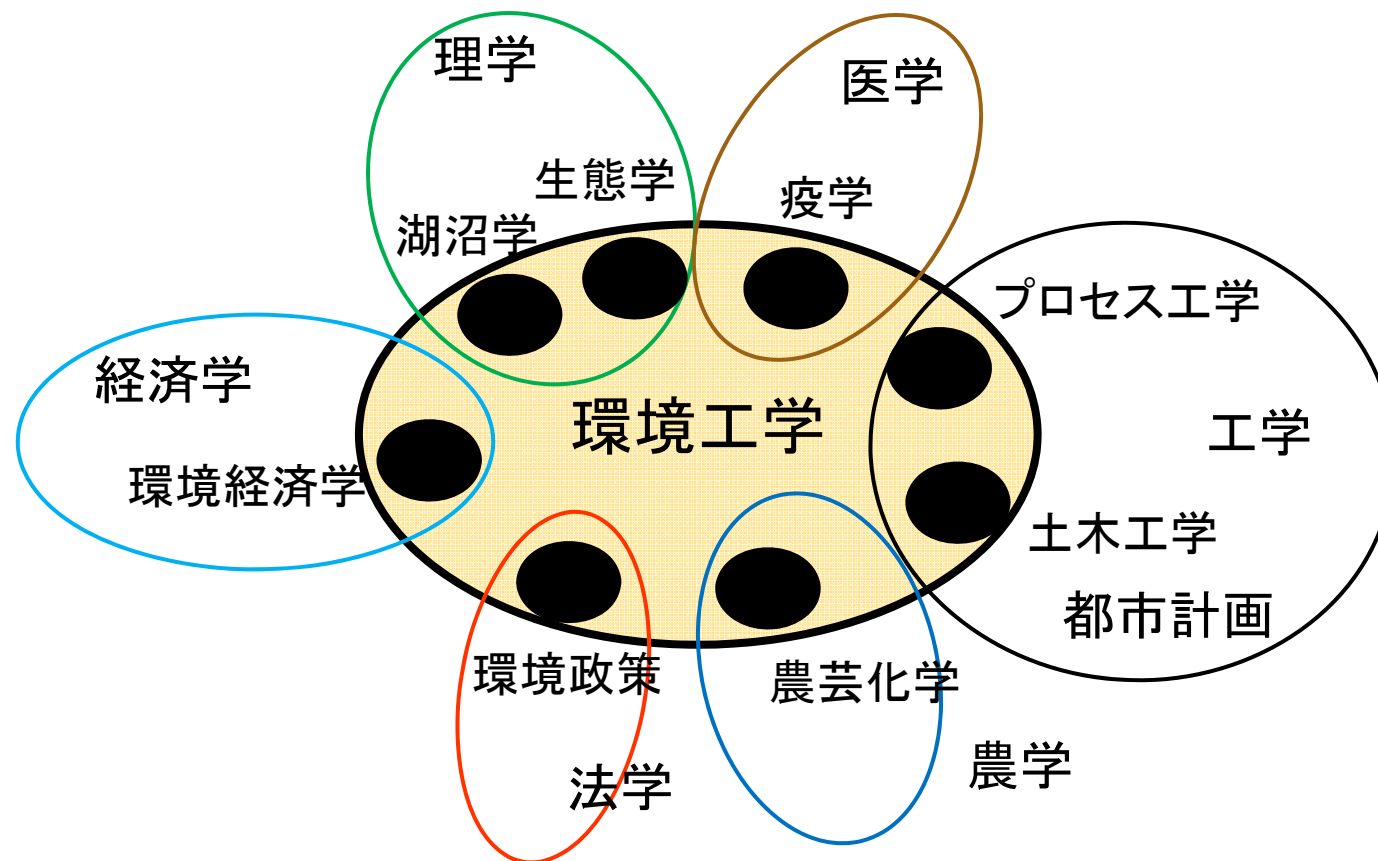 理学
医学
生態学
疫学
湖沼学
プロセス工学
経済学
環境工学
工学
環境経済学
土木工学
都市計画
環境政策
農芸化学
農学
法学